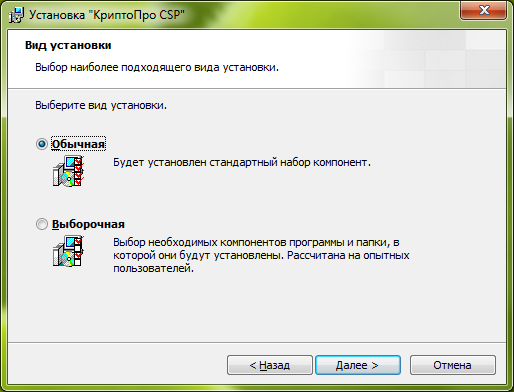 Установка "КриптоПро CSP"
Вид установки
Выбор наиболее подходящего вида установки.
Выберите вид установки.
Обычная
Будет установлен стандартный набор компонент.
Выборочная
Выбор необходимых компонентов программы и папки, в
которой они будут установлены. Рассчитана на опытных
пользователей.
< Назад
Далее >
Отмена